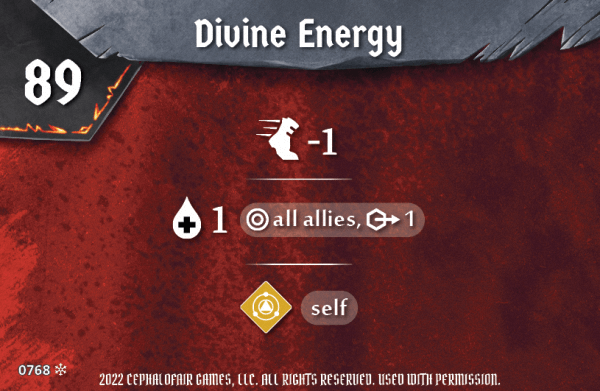 Divine Energy
89
-1
1 all allies, 1
self
0768
2022 CEPHALOFAIR GAMES, LLC. ALL RIGHTS RESERVED. USED WITH PERMISSION.